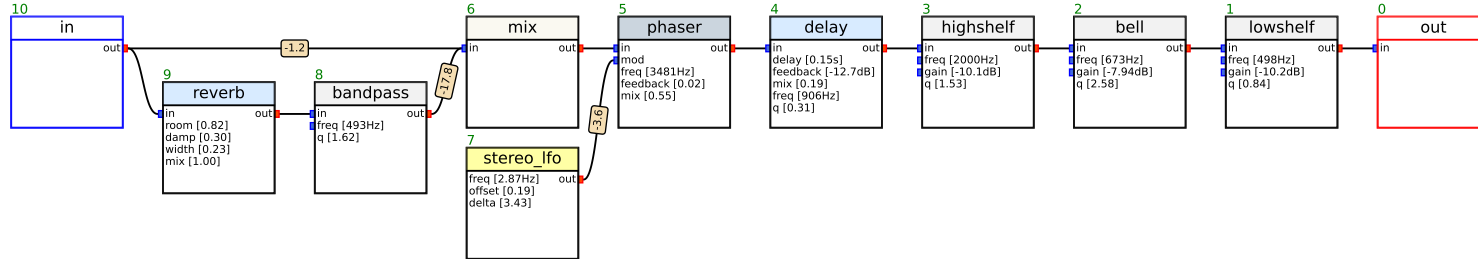 10
in
out
-1.2
9
reverb
in out
room [0.82]
damp [0.30]
width [0.23]
mix [1.00]
8
bandpass
in out
freq [493Hz]
q [1.62]
-17.8
6
mix
in out
7
stereo_lfo
freq [2.87Hz] out
offset [0.19]
delta [3.43]
-3.6
5
phaser
in out
mod
freq [3481Hz]
feedback [0.02]
mix [0.55]
4
delay
in out
delay [0.15s]
feedback [-12.7dB]
mix [0.19]
freq [906Hz]
q [0.31]
3
highshelf
in out
freq [2000Hz]
gain [-10.1dB]
q [1.53]
2
bell
in out
freq [673Hz]
gain [-7.94dB]
q [2.58]
1
lowshelf
in out
freq [498Hz]
gain [-10.2dB]
q [0.84]
0
out
in